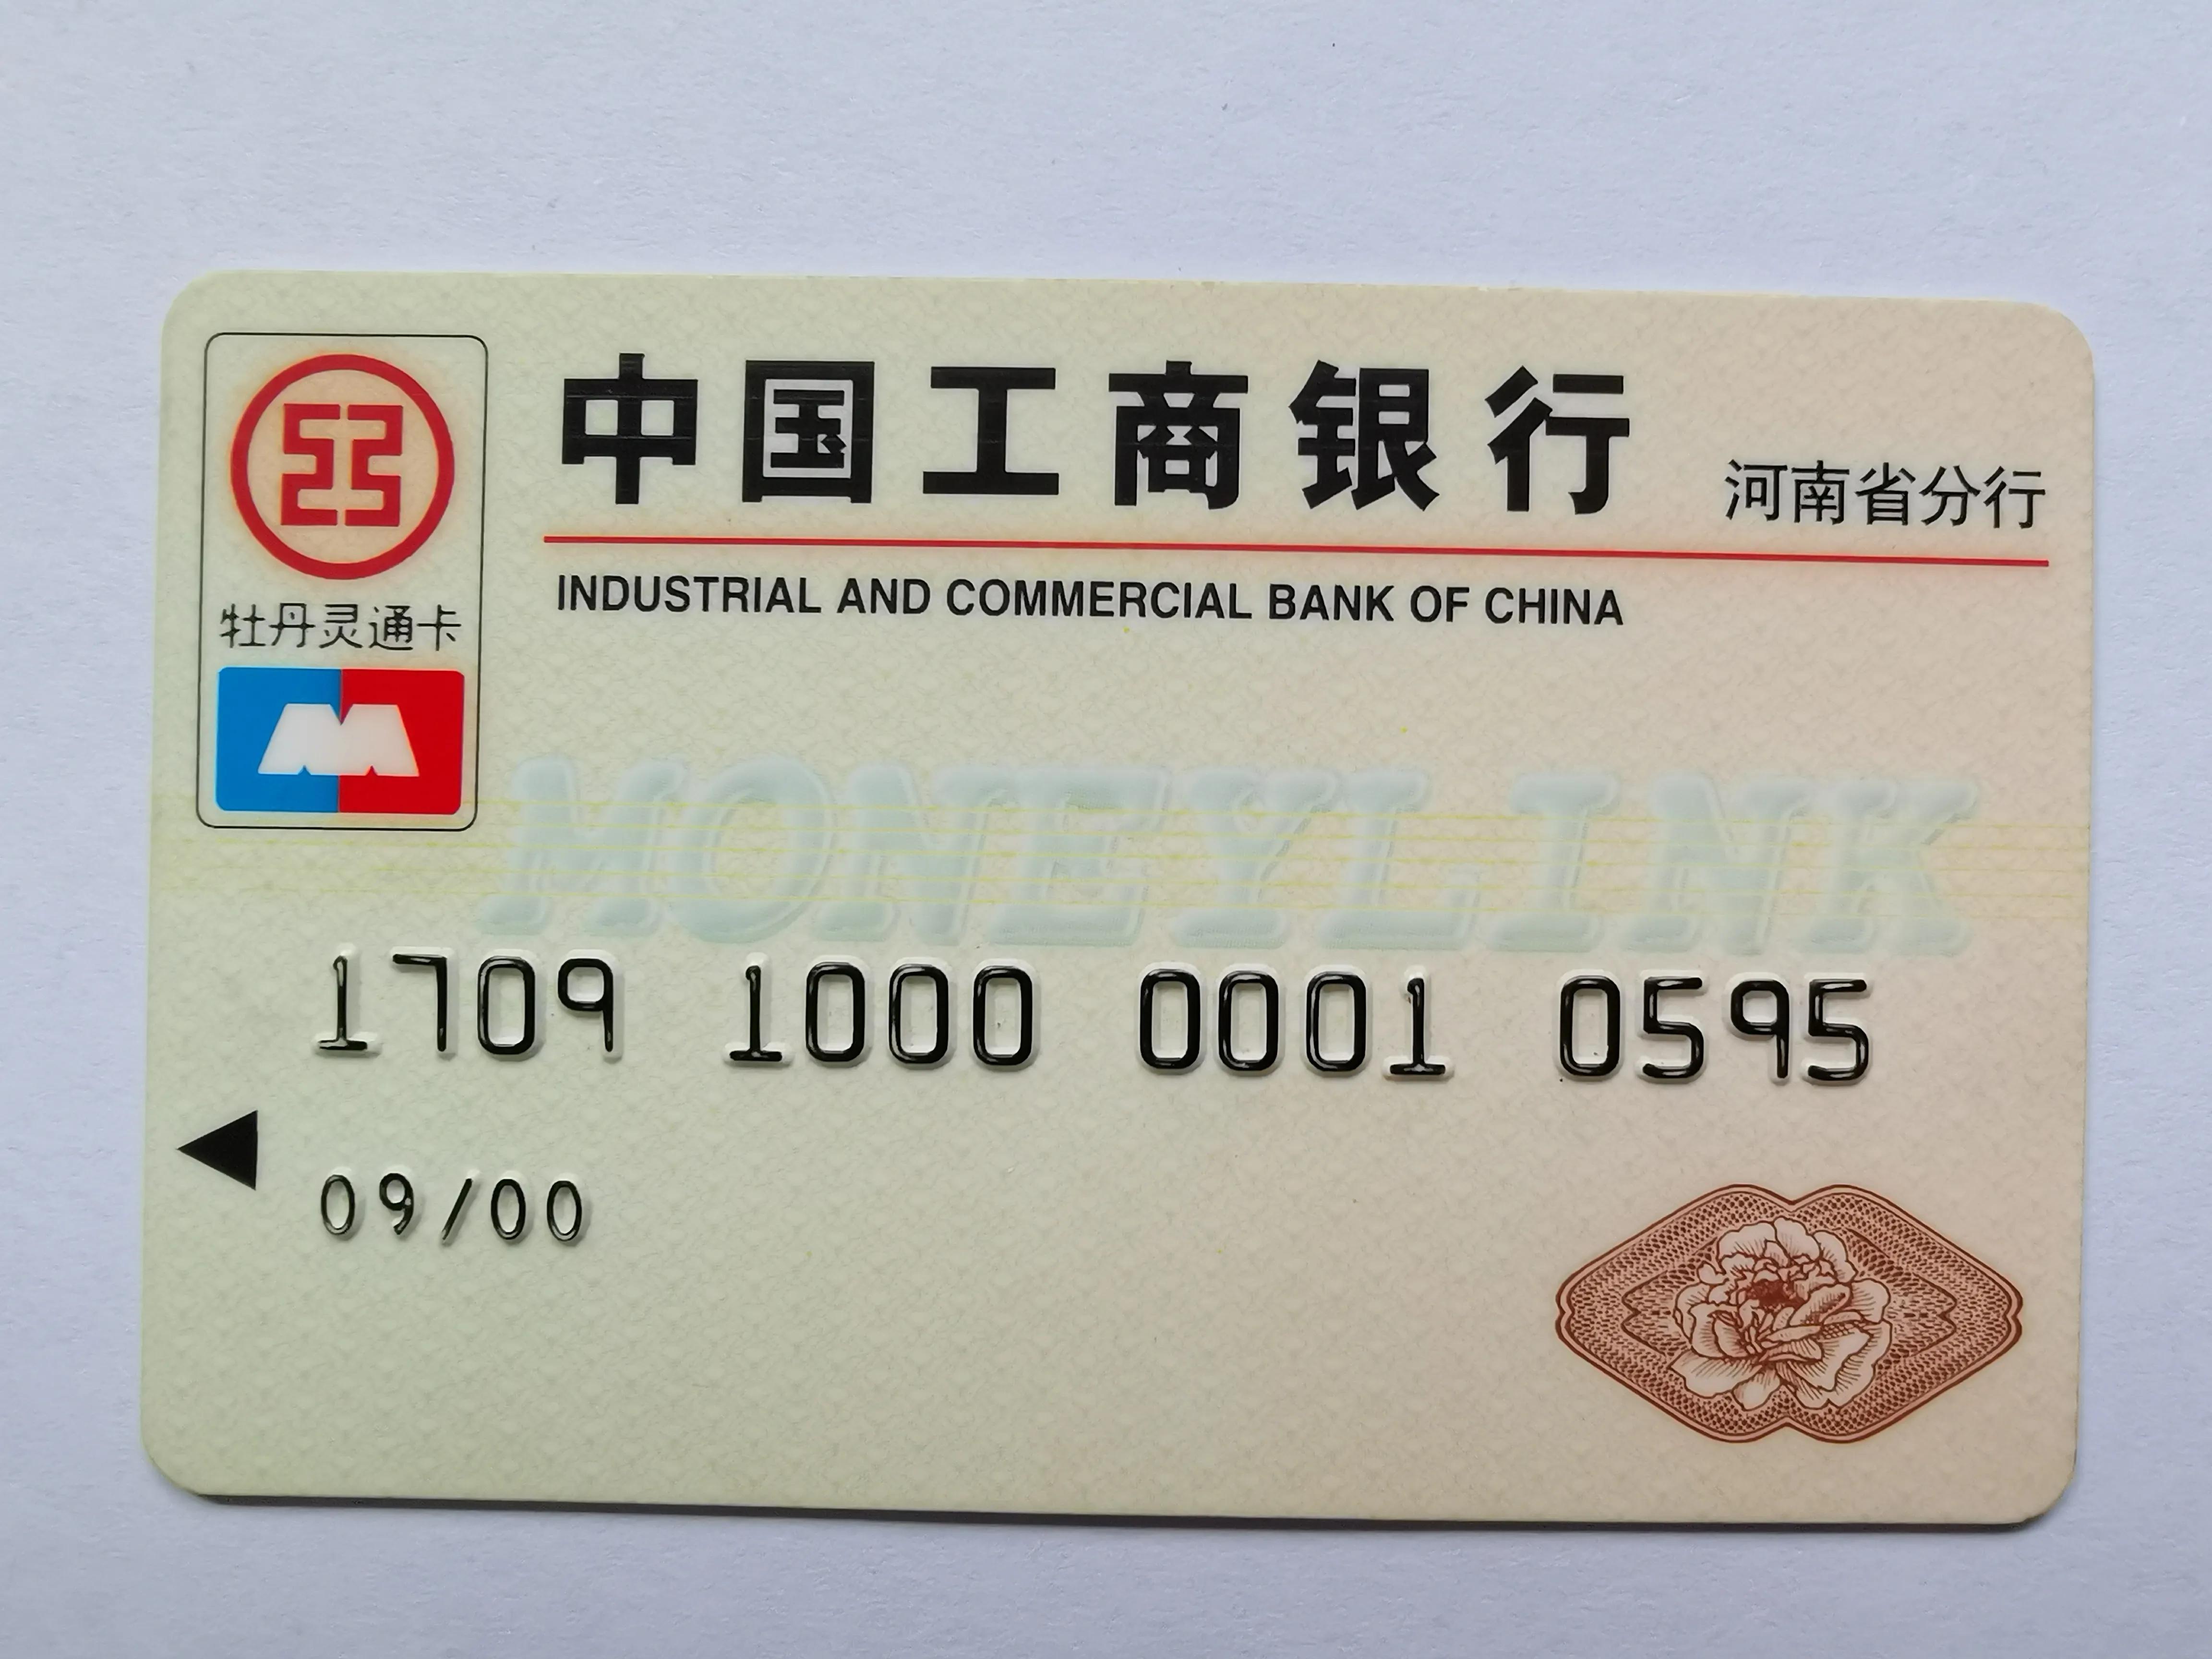 中国工商银行 河南省分行
INDUSTRIAL AND COMMERCIAL BANK OF CHINA
牡丹灵通卡
MONEYLINK
1709 1000 0001 0595
09/00